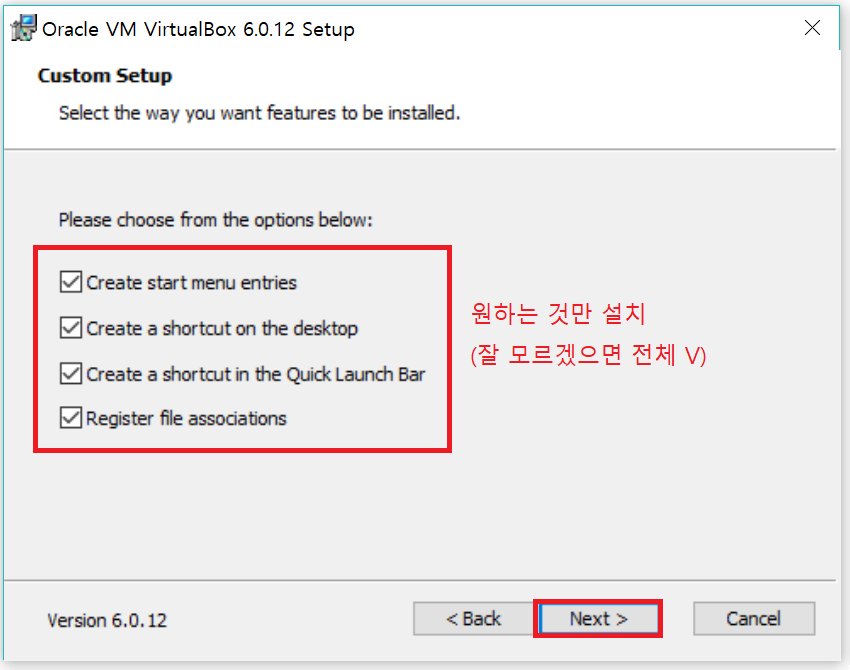 Oracle VM VirtualBox 6.0.12 Setup
Custom Setup
Select the way you want features to be installed.
Please choose from the options below:
Create start menu entries
Create a shortcut on the desktop
Create a shortcut in the Quick Launch Bar
Register file associations
원하는 것만 설치
(잘 모르겠으면 전체 V)
Version 6.0.12
< Back
Next >
Cancel